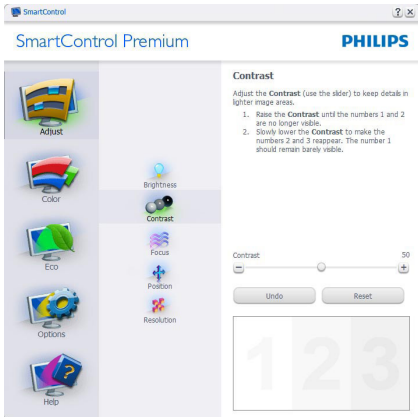 SmartControl
SmartControl Premium
PHILIPS
Adjust
Color
Eco
Options
Help
Brightness
Contrast
Focus
Position
Resolution
Contrast
Adjust the Contrast (use the slider) to keep details in
lighter image areas.
1. Raise the Contrast until the numbers 1 and 2
are no longer visible.
2. Slowly lower the Contrast to make the
numbers 2 and 3 reappear. The number 1
should remain barely visible.
Contrast 50
Undo Reset
1 2 3